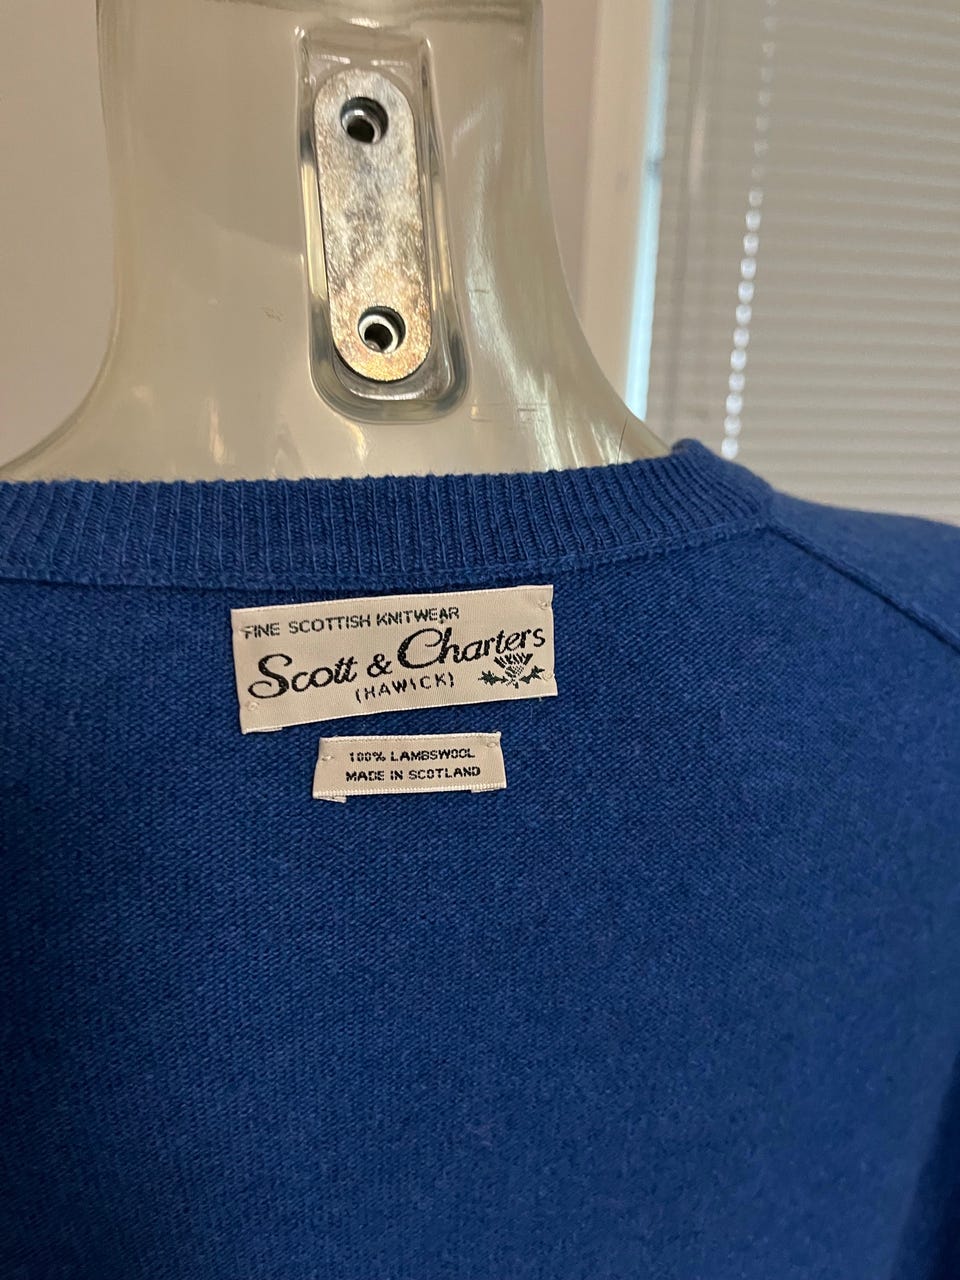 FINE SCOTTISH KNITWEAR
Scott & Charters
(HAWICK)
100% LAMBSWOOL
MADE IN SCOTLAND